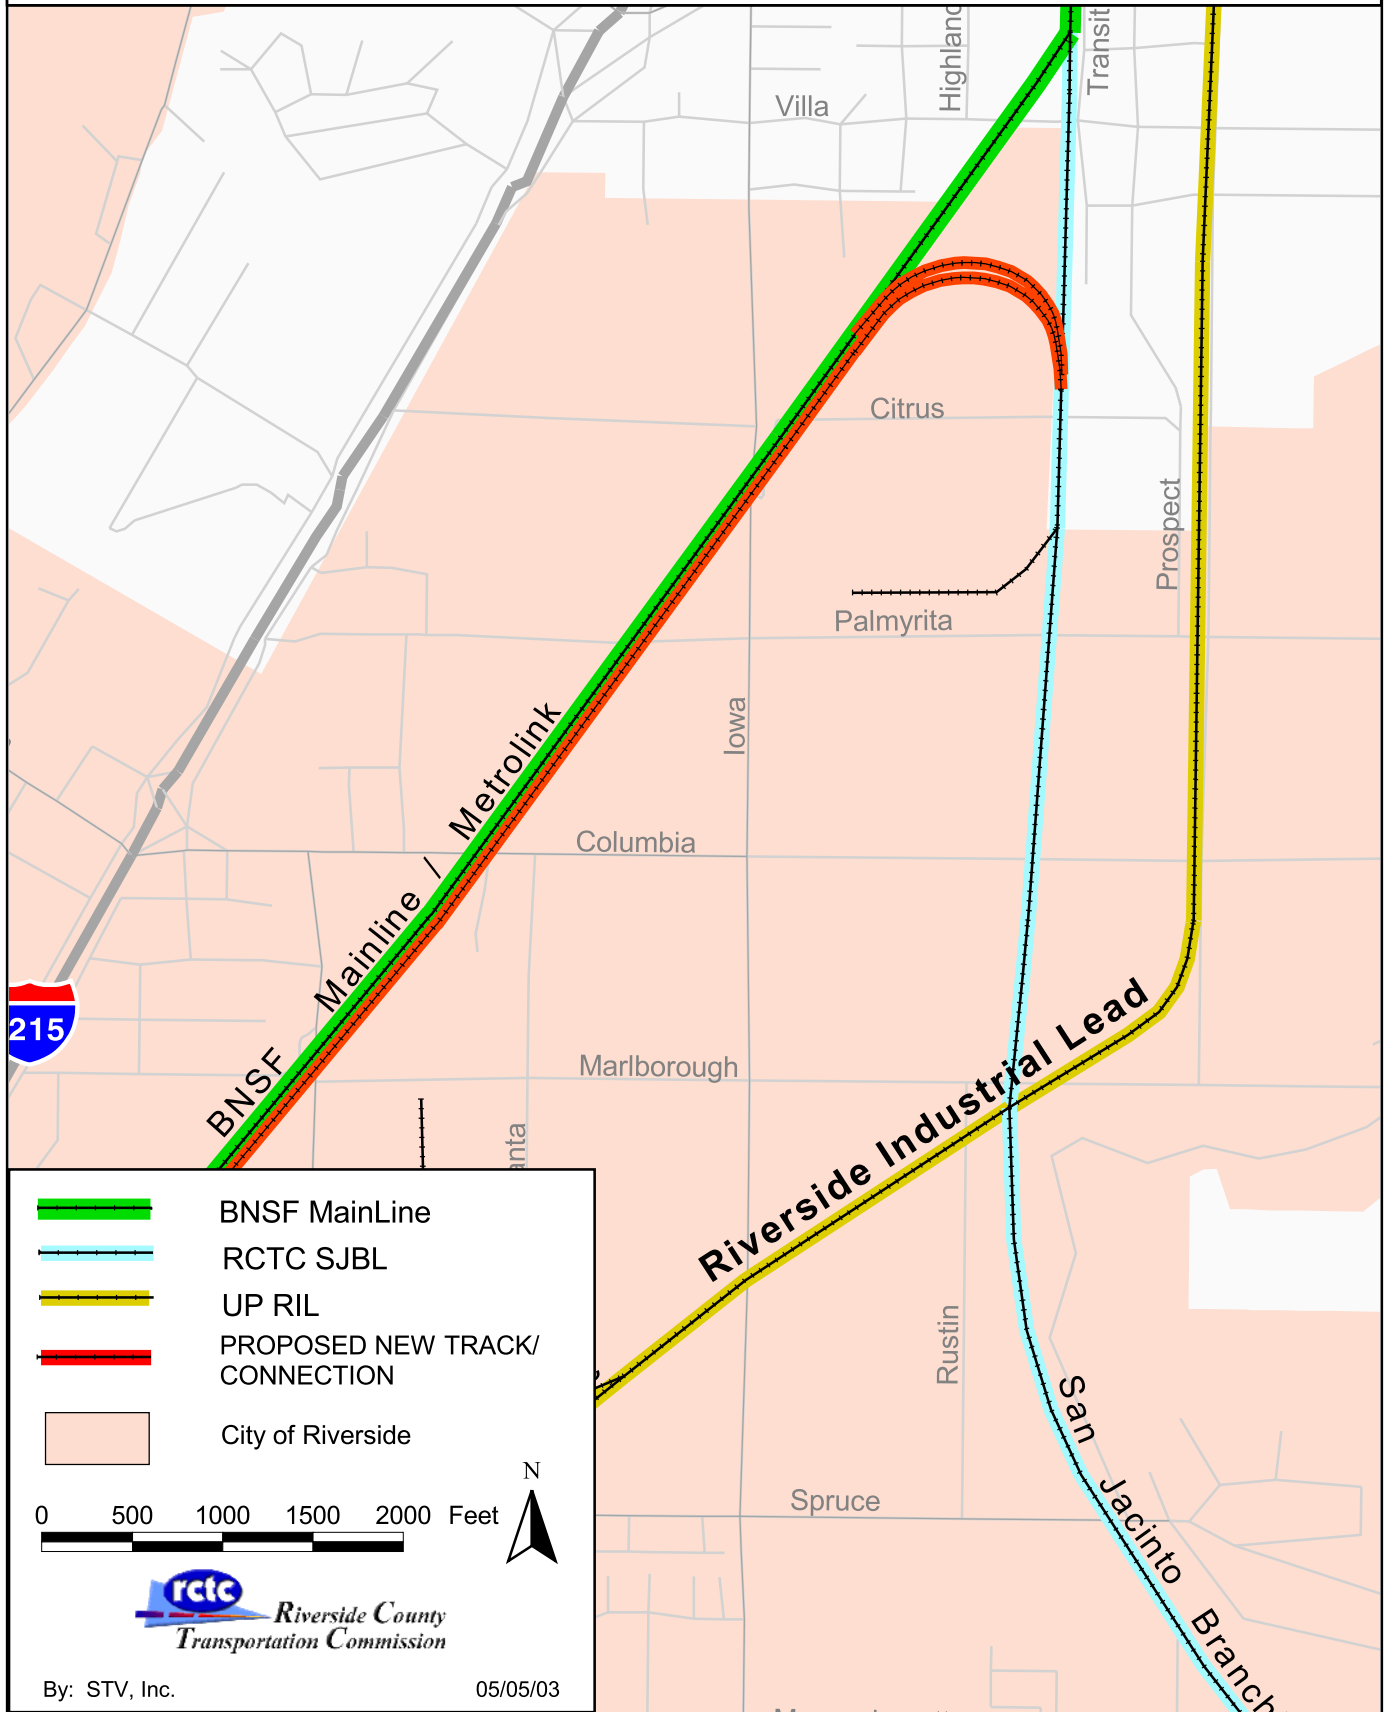 Highland
Transit
Villa
Citrus
Prospect
Palmyrita
Iowa
BNSF Mainline / Metrolink
Columbia
215
Marlborough
Riverside Industrial Lead
Rustin
San Jacinto Branch
Spruce
BNSF MainLine
RCTC SJBL
UP RIL
PROPOSED NEW TRACK/
CONNECTION
City of Riverside
N
0 500 1000 1500 2000 Feet
rctc
Riverside County
Transportation Commission
By: STV, Inc.
05/05/03